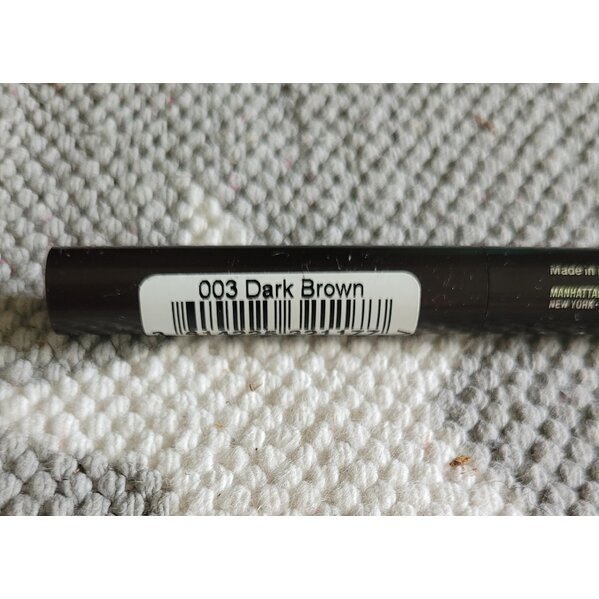 003 Dark Brown
Made in
MANHATTAN
NEW YORK